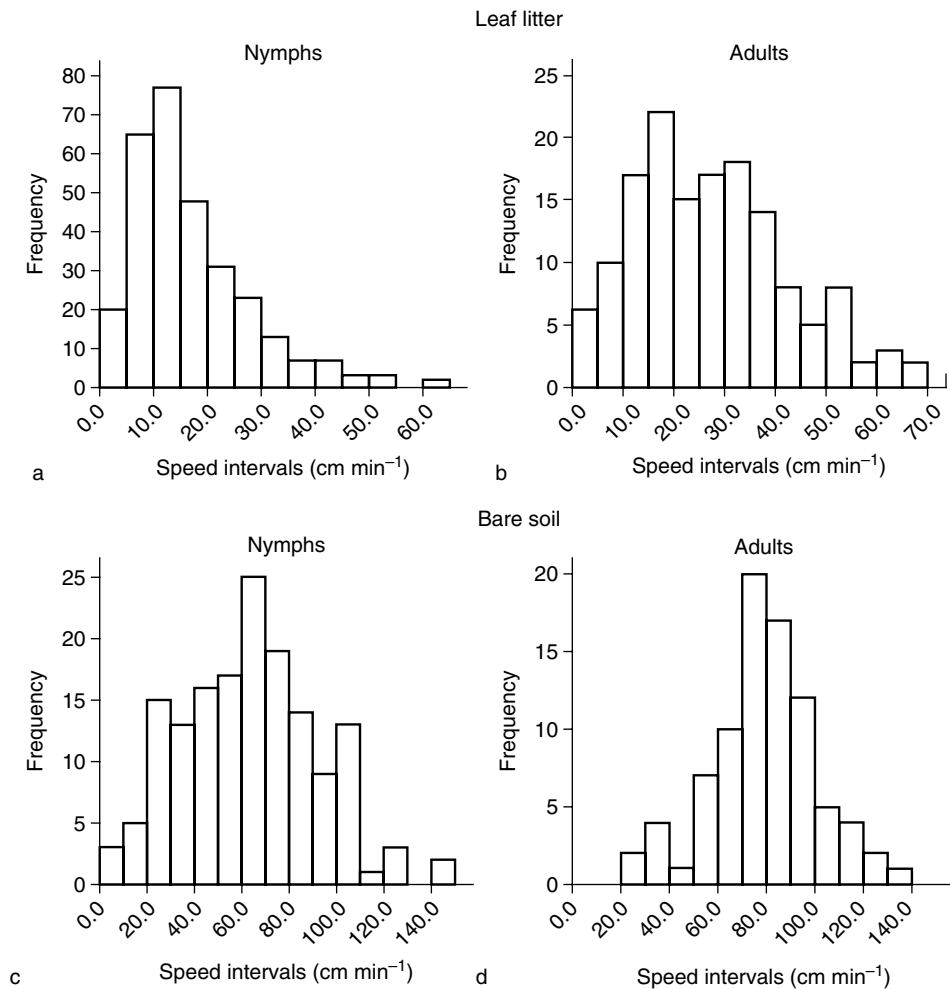 Leaf litter
Nymphs
80
70
60
50
40
30
20
10
0
Frequency
0.0 10.0 20.0 30.0 40.0 50.0 60.0
Speed intervals (cm min⁻¹)
a
Adults
25
20
15
10
5
0
Frequency
0.0 10.0 20.0 30.0 40.0 50.0 60.0 70.0
Speed intervals (cm min⁻¹)
b
Bare soil
Nymphs
25
20
15
10
5
0
Frequency
0.0 20.0 40.0 60.0 80.0 100.0 120.0 140.0
Speed intervals (cm min⁻¹)
c
Adults
20
15
10
5
0
Frequency
0.0 20.0 40.0 60.0 80.0 100.0 120.0 140.0
Speed intervals (cm min⁻¹)
d